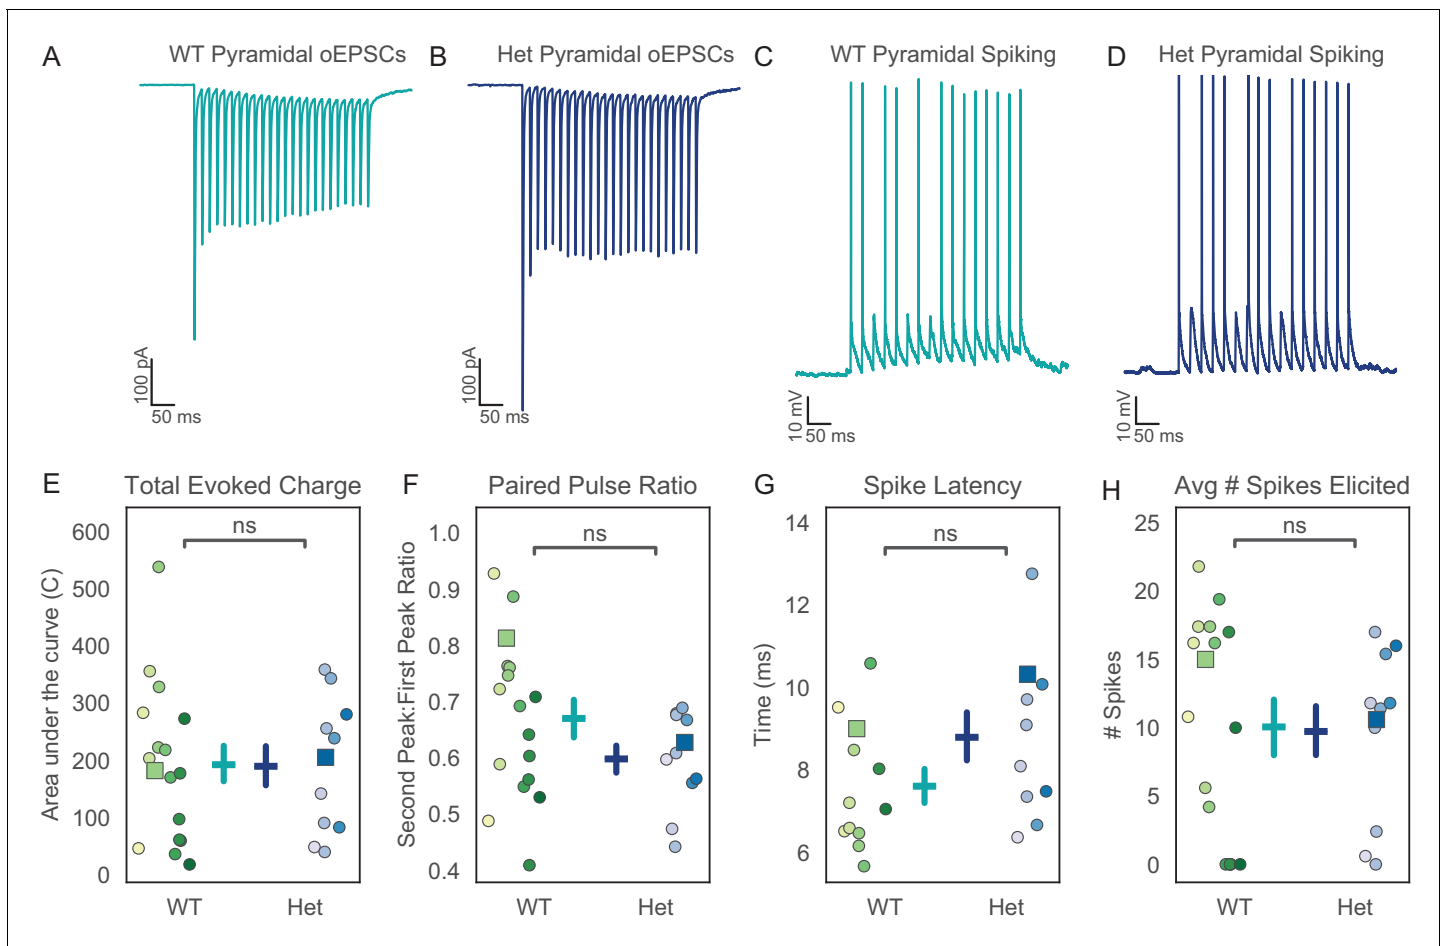 A WT Pyramidal oEPSCs
B Het Pyramidal oEPSCs
C WT Pyramidal Spiking
D Het Pyramidal Spiking
100 pA
50 ms
100 pA
50 ms
10 mV
50 ms
10 mV
50 ms
E Total Evoked Charge
Area under the curve (C)
600
500
400
300
200
100
0
ns
WT Het
F Paired Pulse Ratio
Second Peak:First Peak Ratio
1.0
0.9
0.8
0.7
0.6
0.5
0.4
ns
WT Het
G Spike Latency
Time (ms)
14
12
10
8
6
ns
WT Het
H Avg # Spikes Elicited
# Spikes
25
20
15
10
5
0
ns
WT Het